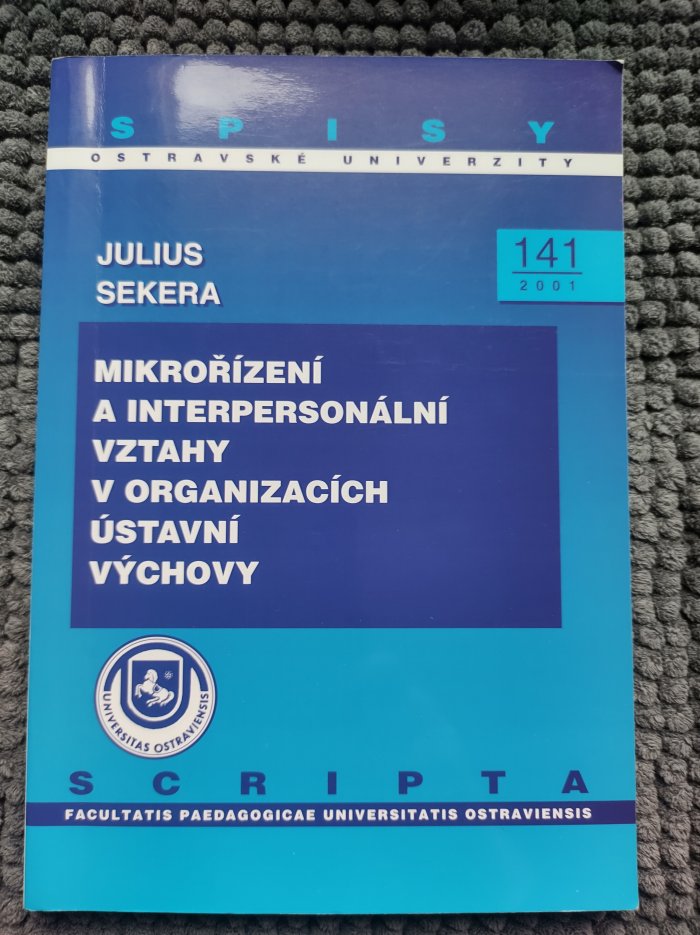 SPISY
OSTRAVSKÉ UNIVERZITY
JULIUS
SEKERA
141
2001
MIKROŘÍZENÍ
A INTERPERSONÁLNÍ
VZTAHY
V ORGANIZACÍCH
ÚSTAVNÍ
VÝCHOVY
UNIVERSITAS OSTRAVIENSIS
SCRIPTA
FACULTATIS PAEDAGOGICAE UNIVERSITATIS OSTRAVIENSIS